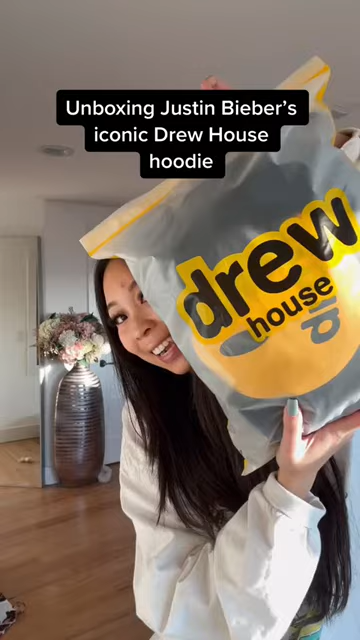 Unboxing Justin Bieber's
iconic Drew House
hoodie
drew
house